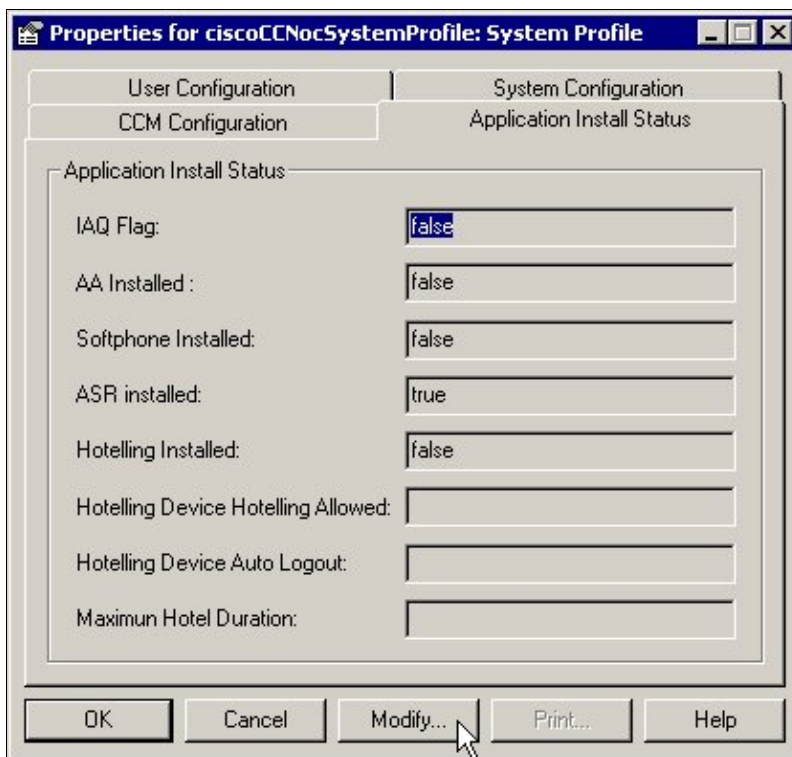 Properties for ciscoCCNocSystemProfile: System Profile
User Configuration
System Configuration
CCM Configuration
Application Install Status
Application Install Status
IAQ Flag: false
AA Installed : false
Softphone Installed: false
ASR installed: true
Hotelling Installed: false
Hotelling Device Hotelling Allowed:
Hotelling Device Auto Logout:
Maximun Hotel Duration:
OK Cancel Modify... Print... Help